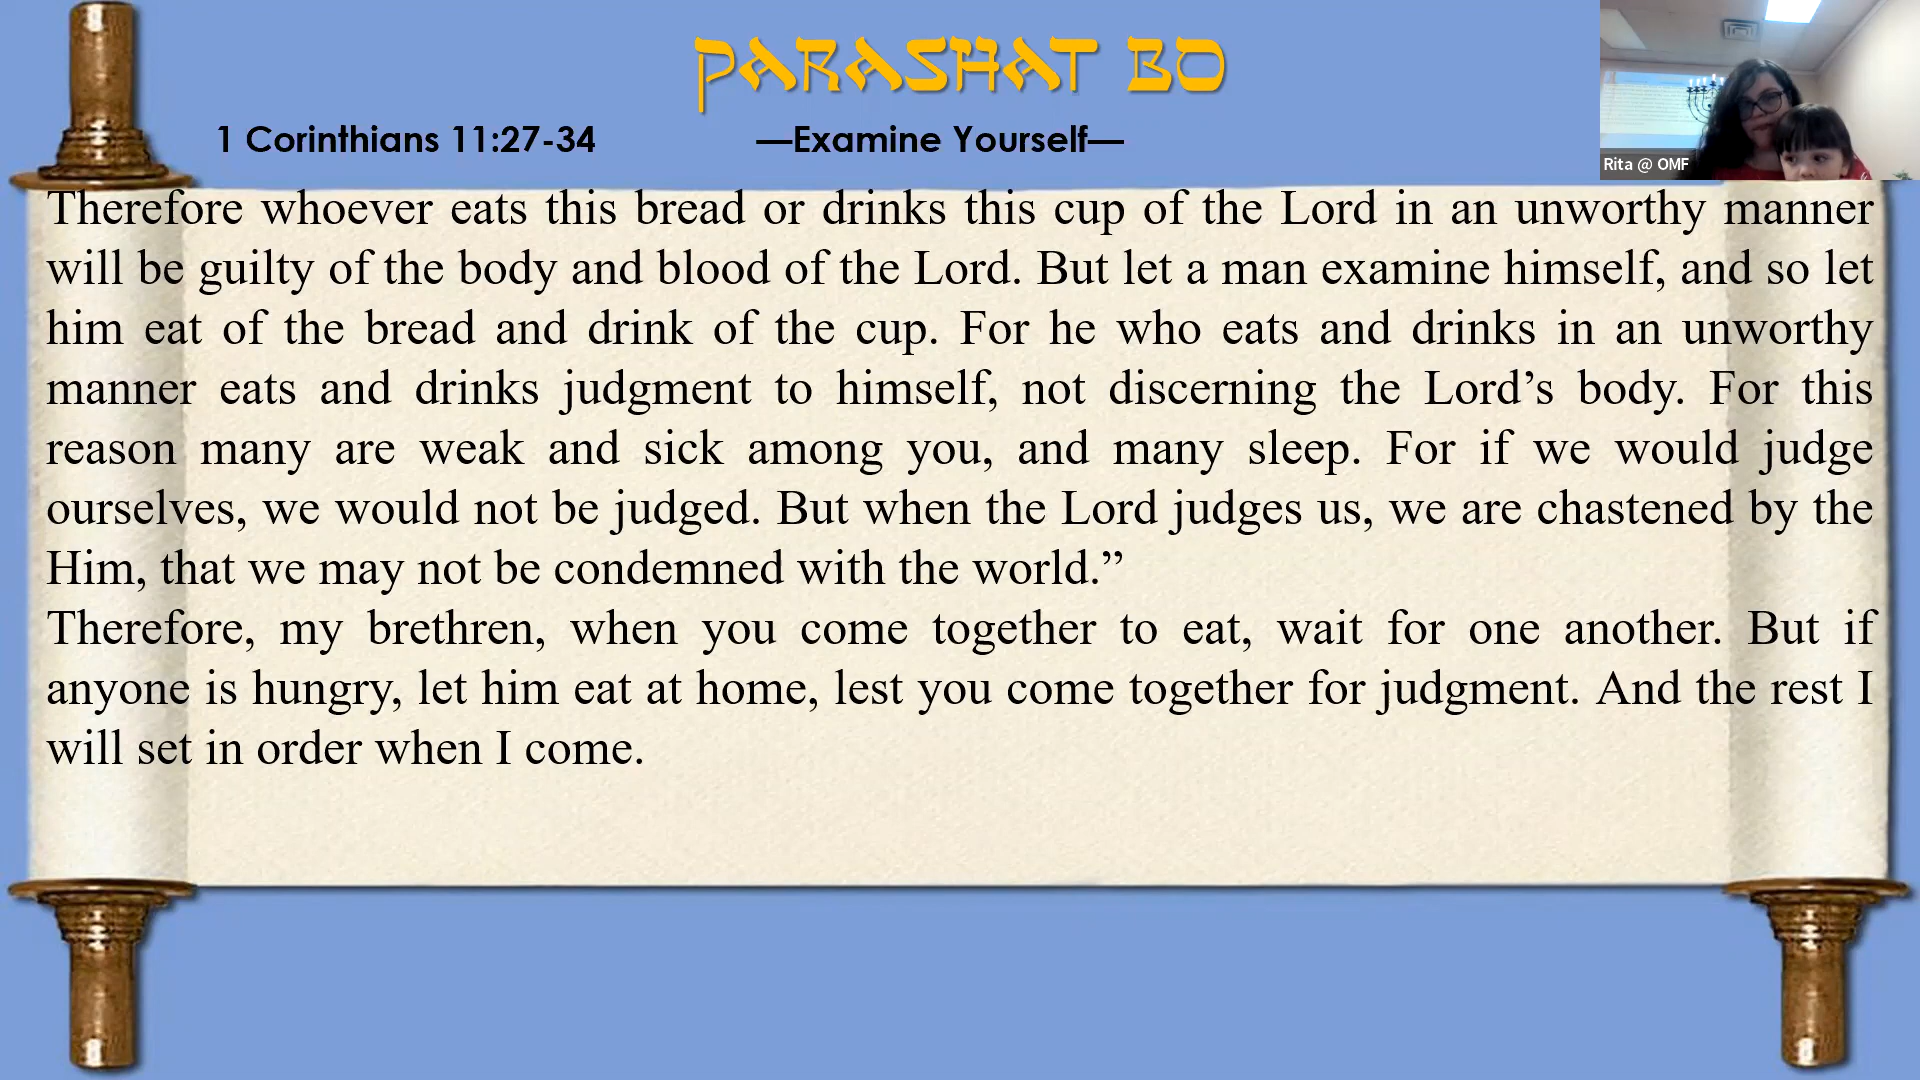 PARASHAT BO
1 Corinthians 11:27-34
—Examine Yourself—
Rita @ OMF
Therefore whoever eats this bread or drinks this cup of the Lord in an unworthy manner
will be guilty of the body and blood of the Lord. But let a man examine himself, and so let
him eat of the bread and drink of the cup. For he who eats and drinks in an unworthy
manner eats and drinks judgment to himself, not discerning the Lord’s body. For this
reason many are weak and sick among you, and many sleep. For if we would judge
ourselves, we would not be judged. But when the Lord judges us, we are chastened by the
Him, that we may not be condemned with the world.”
Therefore, my brethren, when you come together to eat, wait for one another. But if
anyone is hungry, let him eat at home, lest you come together for judgment. And the rest I
will set in order when I come.